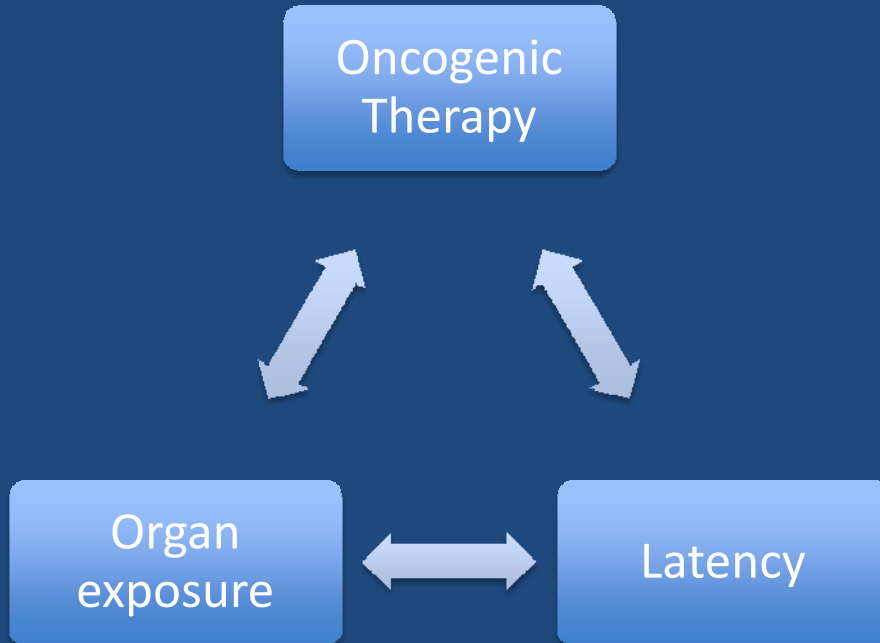 Oncogenic
Therapy
Organ
exposure
Latency